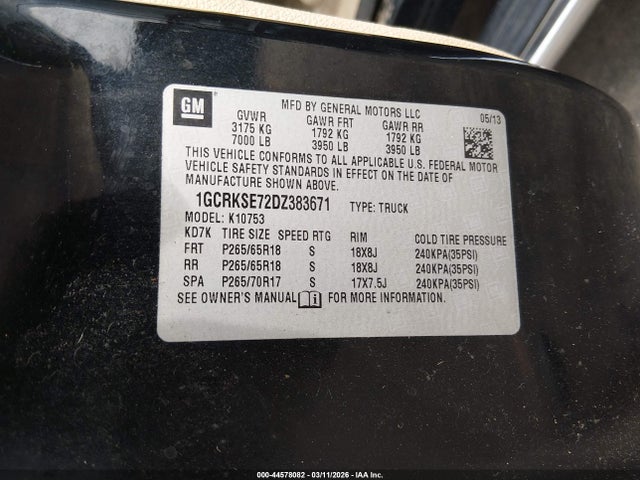 GM
MFD BY GENERAL MOTORS LLC
05/13
GVWR GAWR FRT GAWR RR
3175 KG 1792 KG 1792 KG
7000 LB 3950 LB 3950 LB
THIS VEHICLE CONFORMS TO ALL APPLICABLE U.S. FEDERAL MOTOR
VEHICLE SAFETY STANDARDS IN EFFECT ON THE DATE OF
MANUFACTURE SHOWN ABOVE.
1GCRKSE72DZ383671 TYPE: TRUCK
MODEL: K10753
KD7K TIRE SIZE SPEED RTG RIM COLD TIRE PRESSURE
FRT P265/65R18 S 18X8J 240KPA(35PSI)
RR P265/65R18 S 18X8J 240KPA(35PSI)
SPA P265/70R17 S 17X7.5J 240KPA(35PSI)
SEE OWNER'S MANUAL FOR MORE INFORMATION.
000-44578082 - 03/11/2026 - IAA Inc.